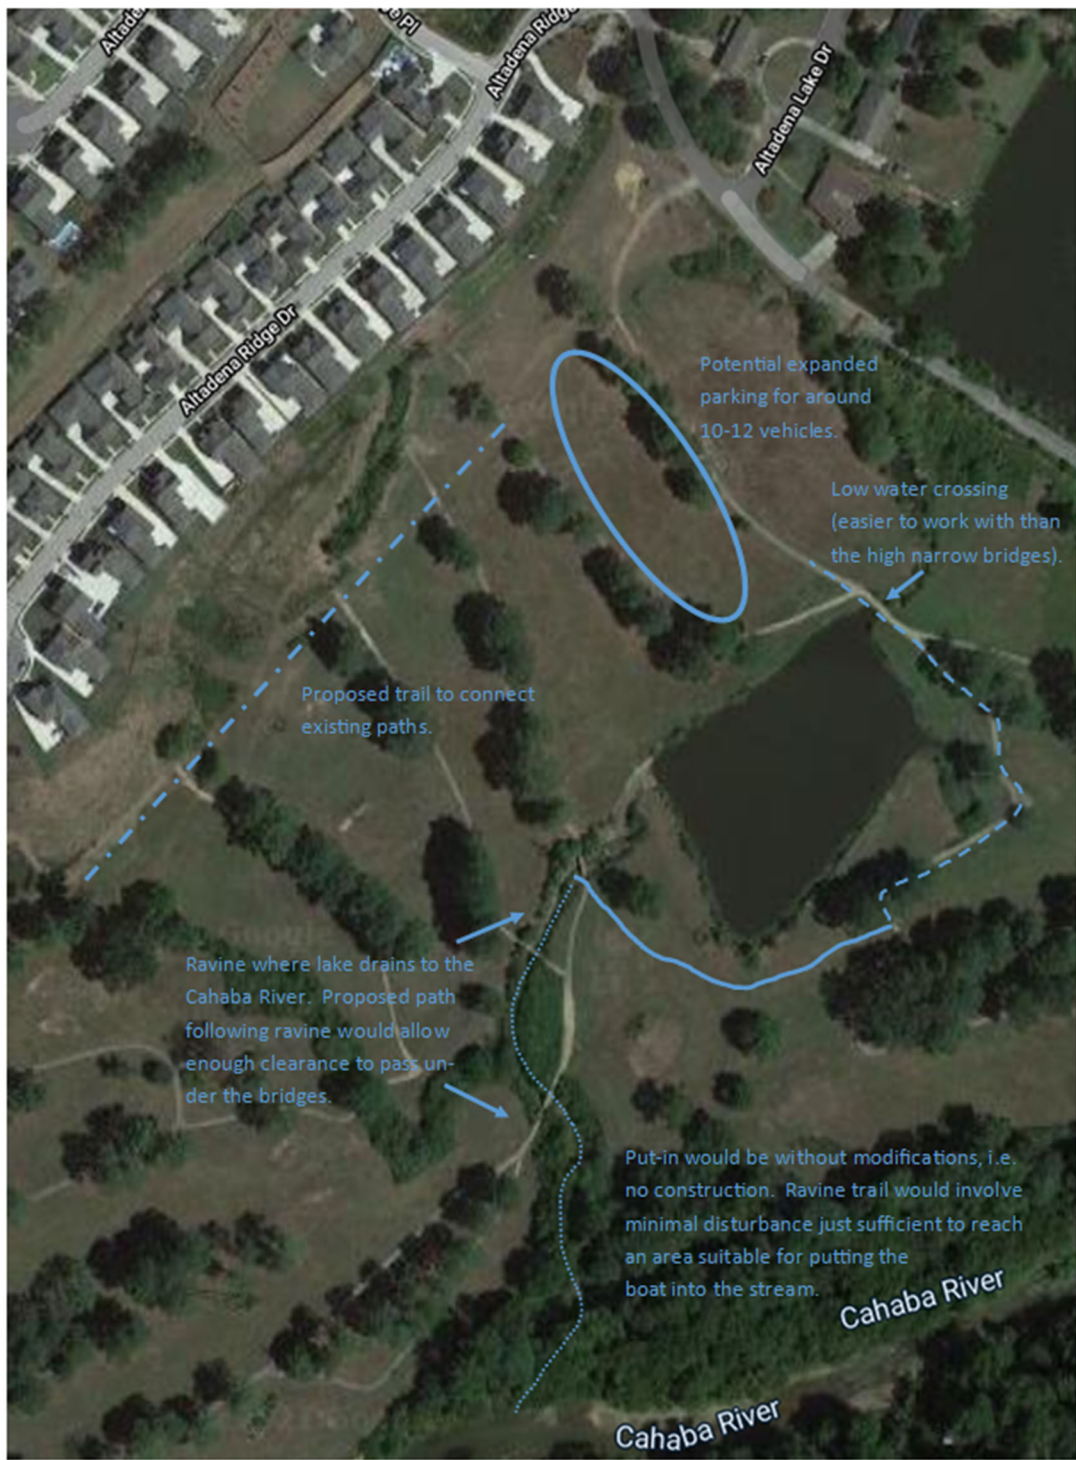 Altade
ge Pl
Altadena Ridge
Altadena Lake Dr
Altadena Ridge Dr
Potential expanded
parking for around
10-12 vehicles.
Low water crossing
(easier to work with than
the high narrow bridges).
Proposed trail to connect
existing paths.
Ravine where lake drains to the
Cahaba River. Proposed path
following ravine would allow
enough clearance to pass un-
der the bridges.
Put-in would be without modifications, i.e.
no construction. Ravine trail would involve
minimal disturbance just sufficient to reach
an area suitable for putting the
boat into the stream.
Cahaba River
Cahaba River